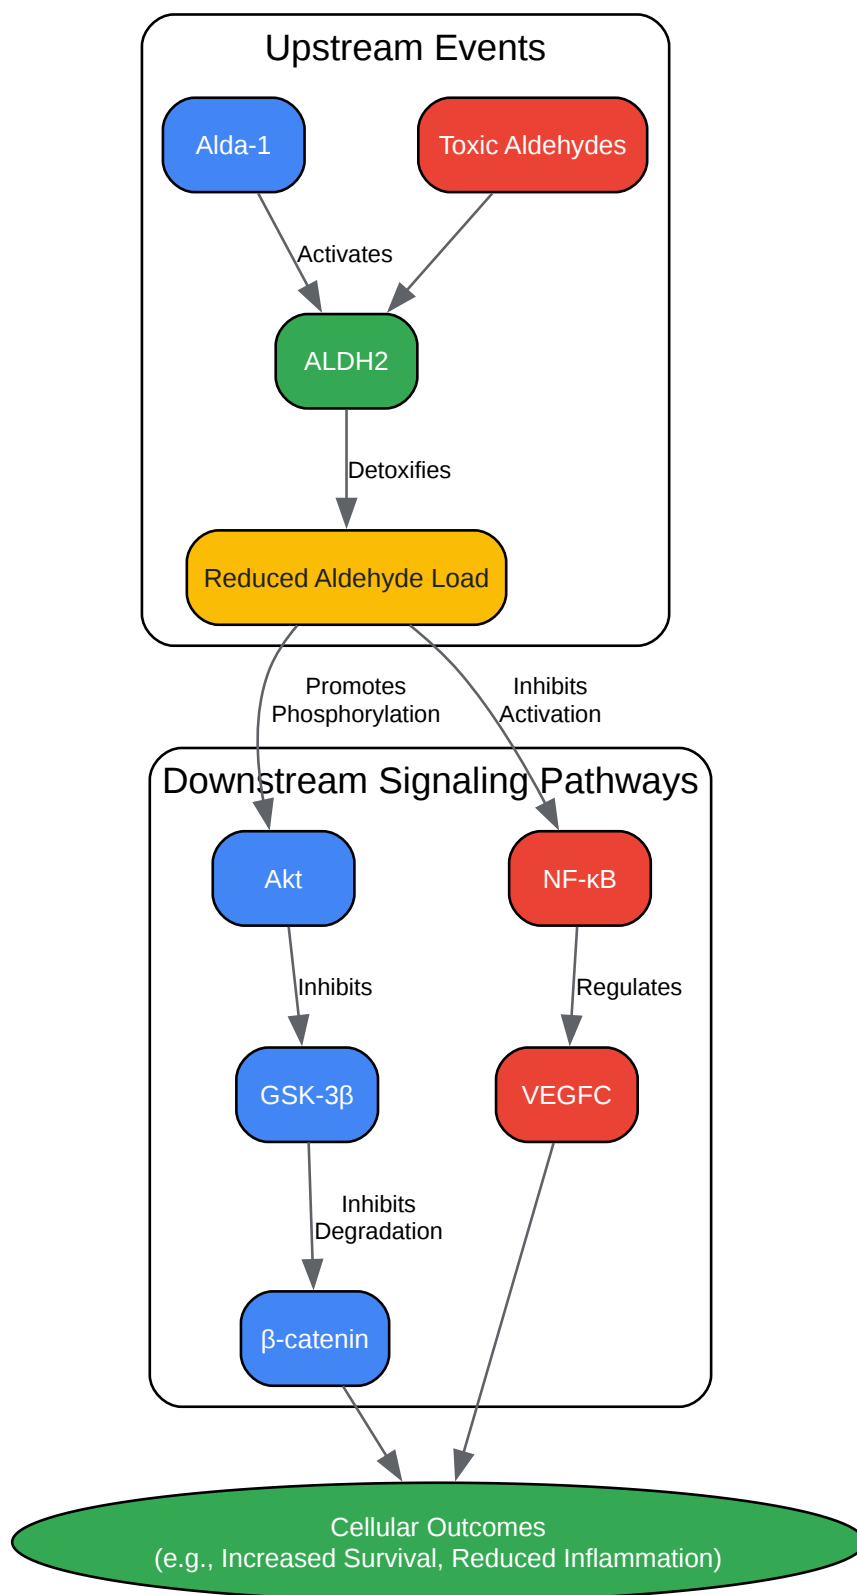 Upstream Events
Alda-1
Toxic Aldehydes
Activates
ALDH2
Detoxifies
Reduced Aldehyde Load
Promotes
Phosphorylation
Inhibits
Activation
Downstream Signaling Pathways
Akt
NF-κB
Inhibits
Regulates
GSK-3β
VEGFC
Inhibits
Degradation
β-catenin
Cellular Outcomes
(e.g., Increased Survival, Reduced Inflammation)